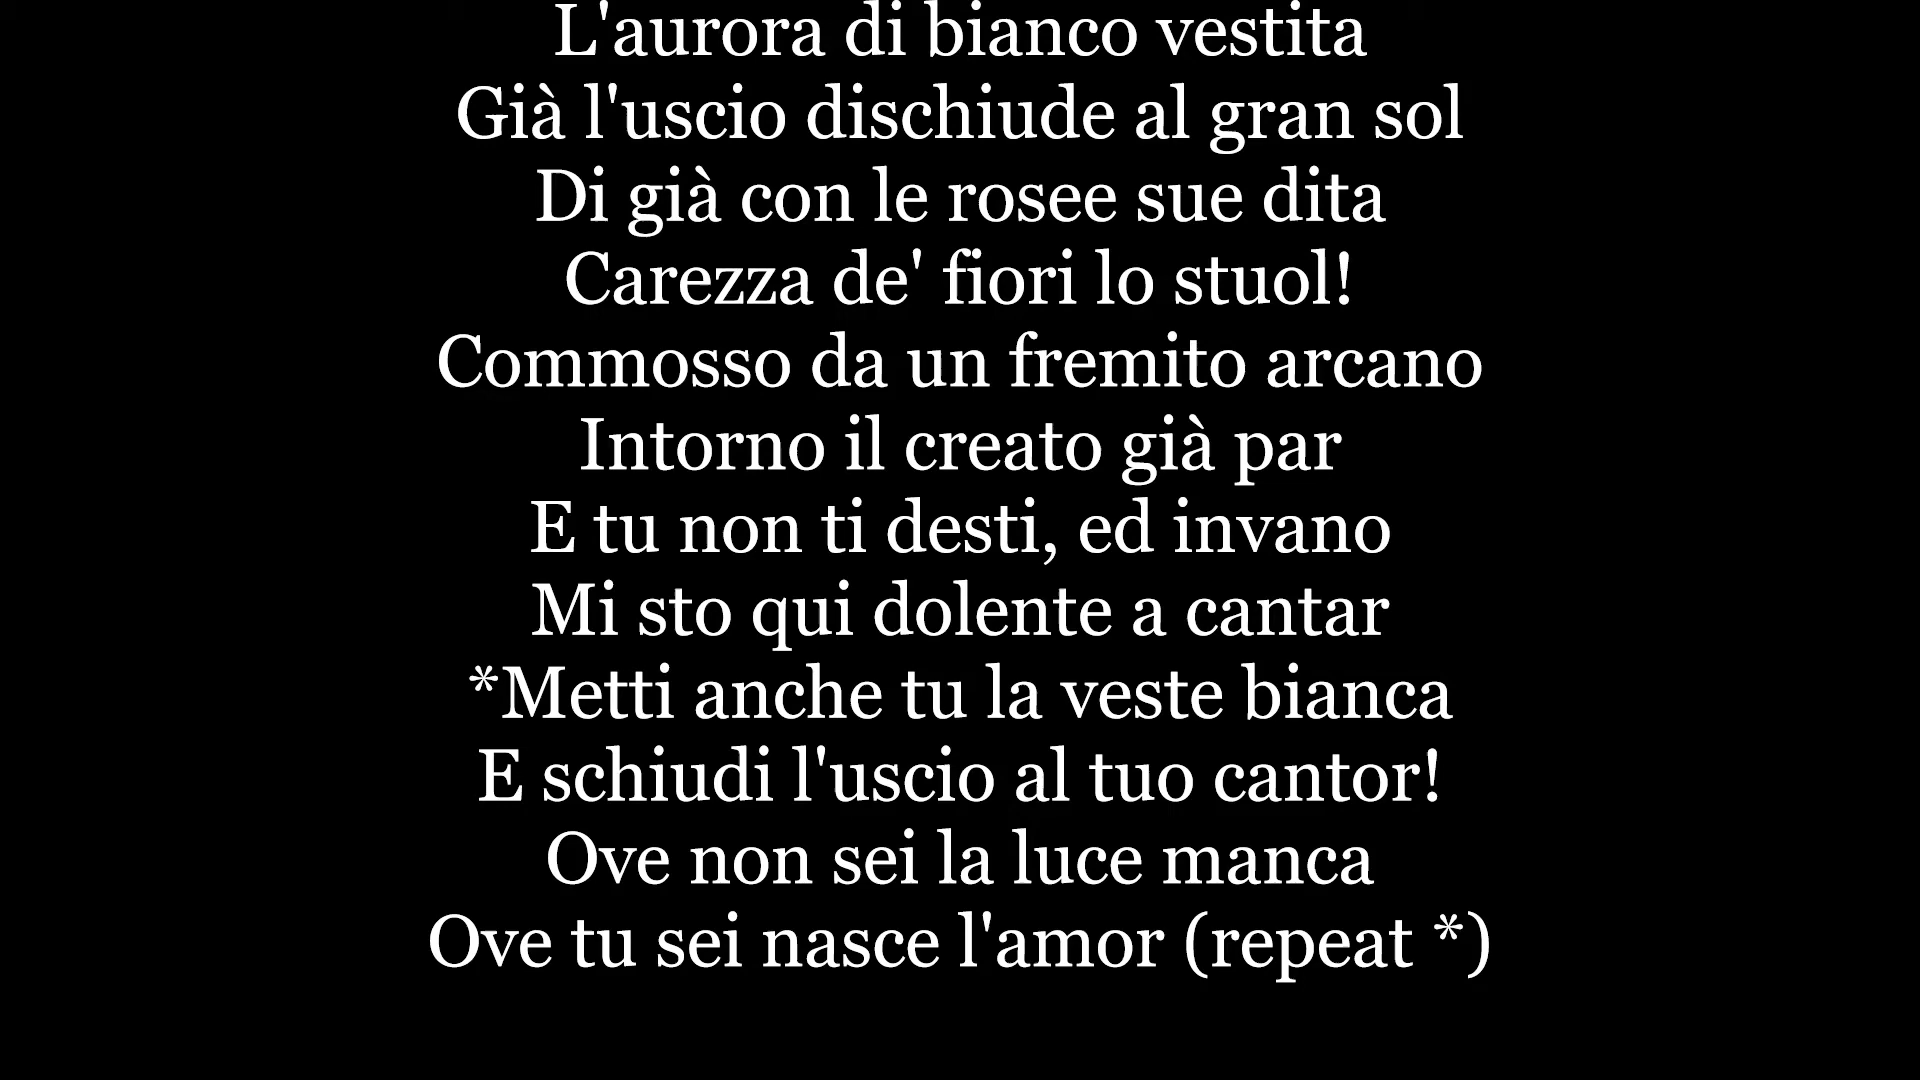 L'aurora di bianco vestita
Già l'uscio dischiude al gran sol
Di già con le rosee sue dita
Carezza de' fiori lo stuol!
Commosso da un fremito arcano
Intorno il creato già par
E tu non ti desti, ed invano
Mi sto qui dolente a cantar
*Metti anche tu la veste bianca
E schiudi l'uscio al tuo cantor!
Ove non sei la luce manca
Ove tu sei nasce l'amor (repeat *)